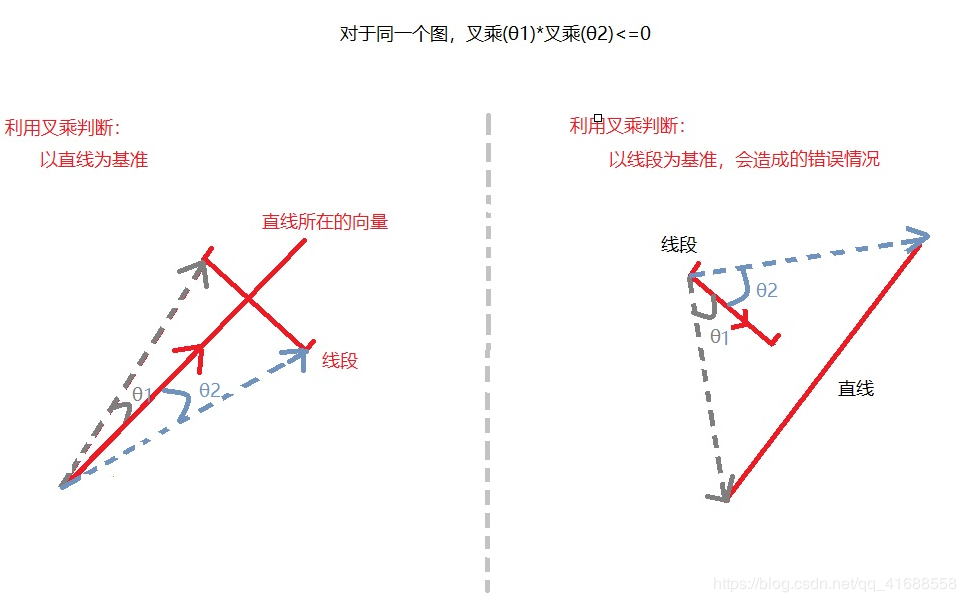 对于同一个图，叉乘(θ1)*叉乘(θ2)<=0
利用叉乘判断：
以直线为基准
直线所在的向量
θ1
θ2
线段
利用叉乘判断：
以线段为基准，会造成的错误情况
线段
θ2
θ1
直线
https://blog.csdn.net/qq_41688558